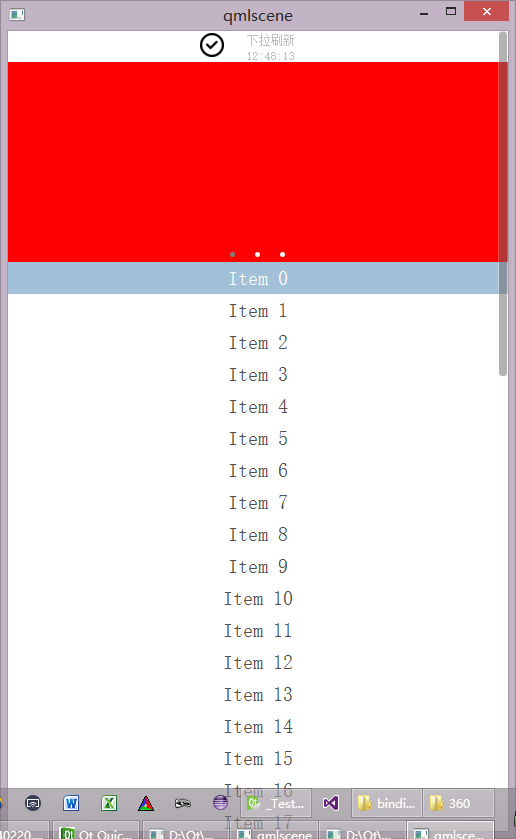 qmlscene
下拉刷新
12:48:13
Item 0
Item 1
Item 2
Item 3
Item 4
Item 5
Item 6
Item 7
Item 8
Item 9
Item 10
Item 11
Item 12
Item 13
Item 14
Item 15
Item 16
_Test... bindi... 360
Item 17
40220... Qt Quic... D:\Qt\... qmlscene D:\Qt\... qmlsce...